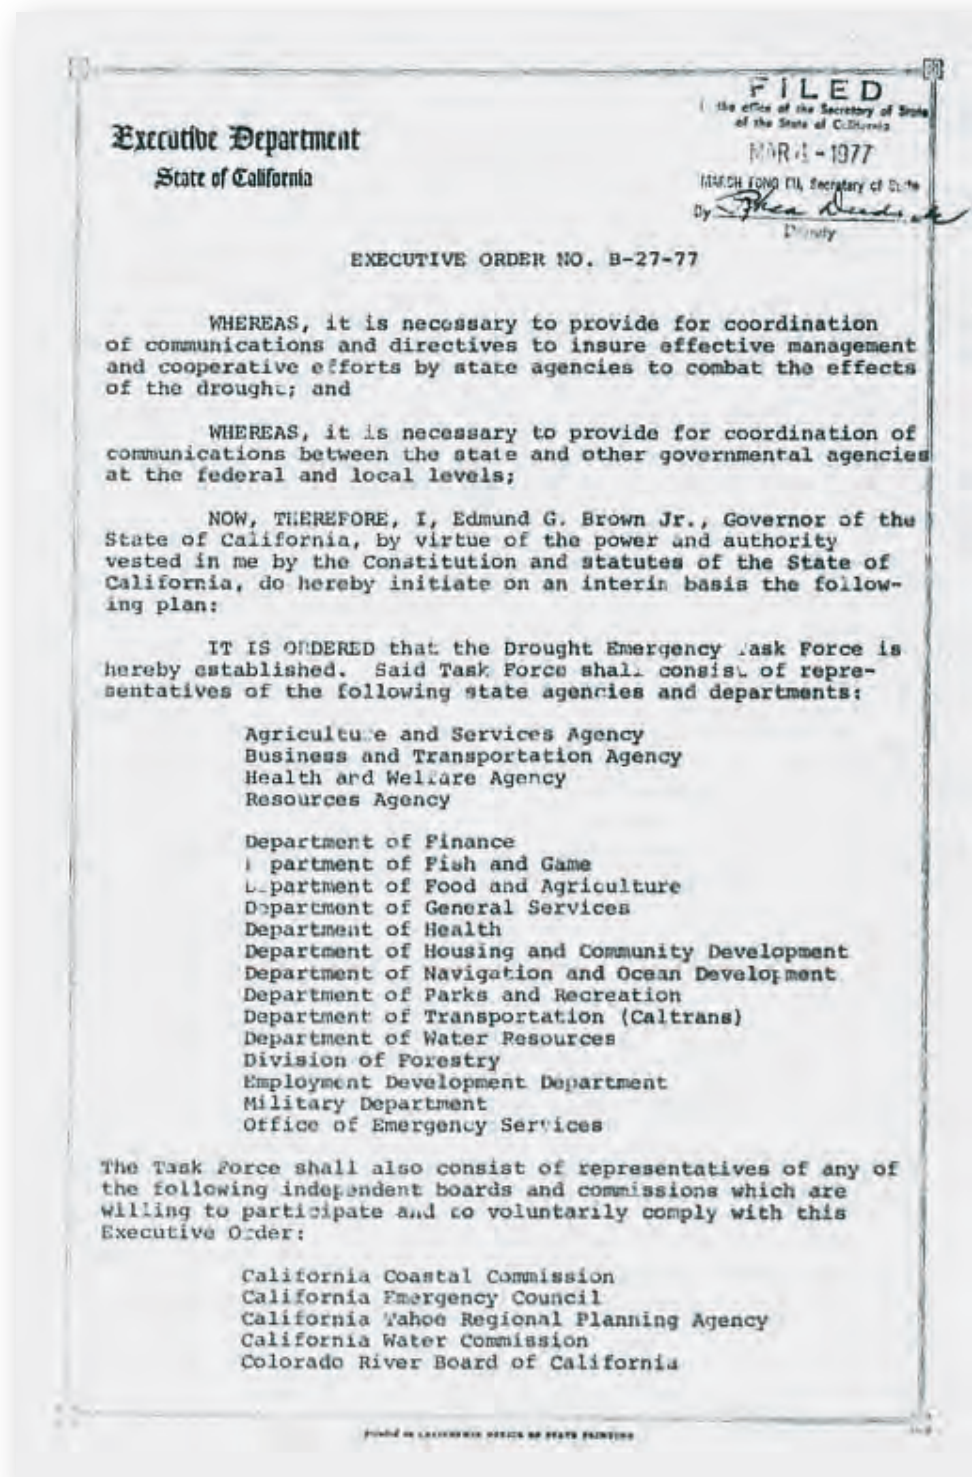 Executive Department
State of California
FILED
the office of the Secretary of State
of the State of California
MAR 4 - 1977
MARCH FONG EU, Secretary of State
By
Deputy
EXECUTIVE ORDER NO. B-27-77
WHEREAS, it is necessary to provide for coordination
of communications and directives to insure effective management
and cooperative efforts by state agencies to combat the effects
of the drought; and
WHEREAS, it is necessary to provide for coordination of
communications between the state and other governmental agencies
at the federal and local levels;
NOW, THEREFORE, I, Edmund G. Brown Jr., Governor of the
State of California, by virtue of the power and authority
vested in me by the Constitution and statutes of the State of
California, do hereby initiate on an interim basis the follow-
ing plan:
IT IS ORDERED that the Drought Emergency Task Force is
hereby established. Said Task Force shall consist of repre-
sentatives of the following state agencies and departments:
Agriculture and Services Agency
Business and Transportation Agency
Health and Welfare Agency
Resources Agency
Department of Finance
Department of Fish and Game
Department of Food and Agriculture
Department of General Services
Department of Health
Department of Housing and Community Development
Department of Navigation and Ocean Development
Department of Parks and Recreation
Department of Transportation (Caltrans)
Department of Water Resources
Division of Forestry
Employment Development Department
Military Department
Office of Emergency Services
The Task Force shall also consist of representatives of any of
the following independent boards and commissions which are
willing to participate and to voluntarily comply with this
Executive Order:
California Coastal Commission
California Emergency Council
California Tahoe Regional Planning Agency
California Water Commission
Colorado River Board of California
Printed in CALIFORNIA OFFICE OF STATE PRINTING